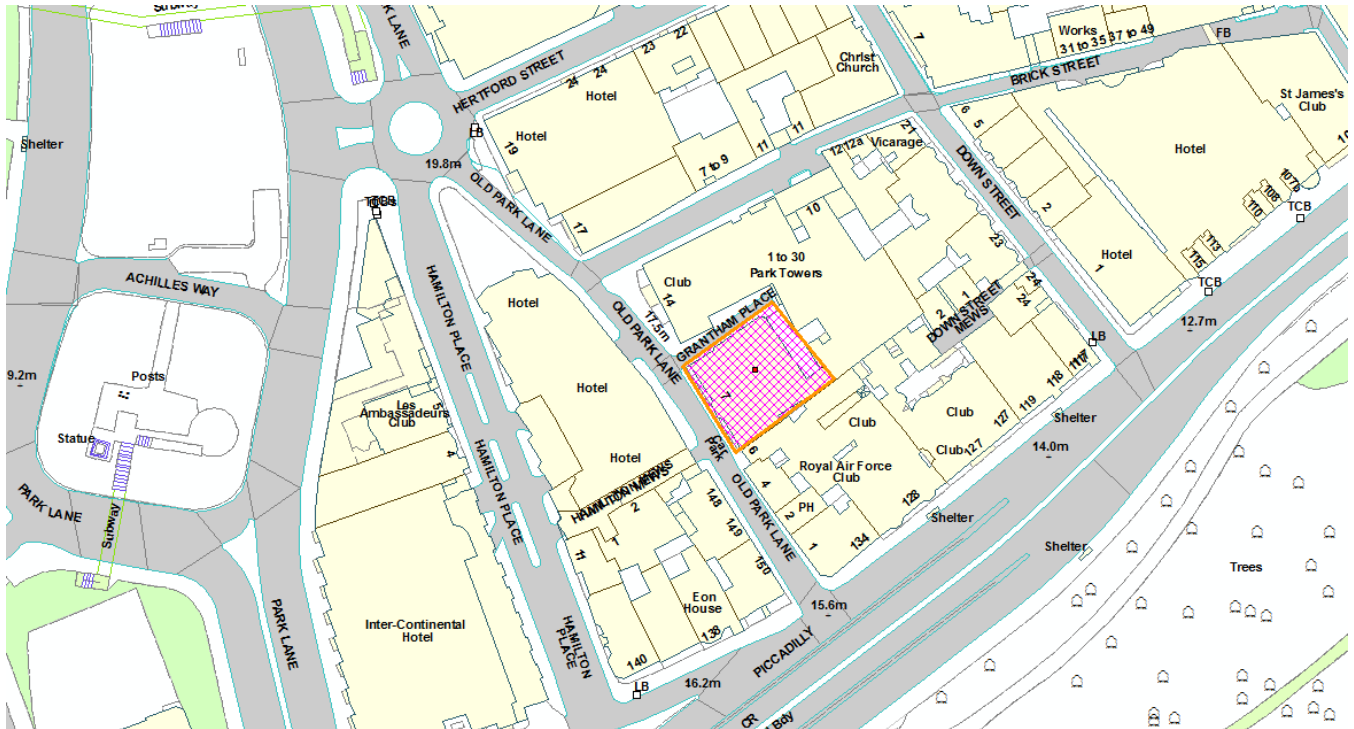 Subway
PARK LANE
HERTFORD STREET
23
22
24
24
Hotel
Christ
Church
7
Works
31 to 35
37 to 49
FB
BRICK STREET
St James's
Club
Shelter
LB
Hotel
19
19.8m
OLD PARK LANE
11
11
7 to 9
12
12a
21
Vicarage
6
5
DOWN STREET
Hotel
107b
108
110
TCB
10
17
10
2
23
113
115
Hotel
1
TCB
12.7m
ACHILLES WAY
HAMILTON PLACE
Hotel
1 to 30
Park Towers
Club
14
17.5m
OLD PARK LANE
GRANTHAM PLACE
2
1
DOWN STREET
MEWS
24
24
LB
9.2m
Posts
Statue
Les
Ambassadeurs
Club
5
4
Hotel
7
Car
Park
6
Club
Club
118
117
119
127
Club
127
Shelter
14.0m
PARK LANE
Subway
HAMILTON PLACE
Hotel
HAMILTON MEWS
2
1
11
148
149
150
OLD PARK LANE
4
2
PH
1
Royal Air Force
Club
128
134
Shelter
Shelter
Trees
PARK LANE
Inter-Continental
Hotel
HAMILTON
PLACE
Eon
House
138
140
15.6m
PICCADILLY
LB
16.2m
CR
Bdy